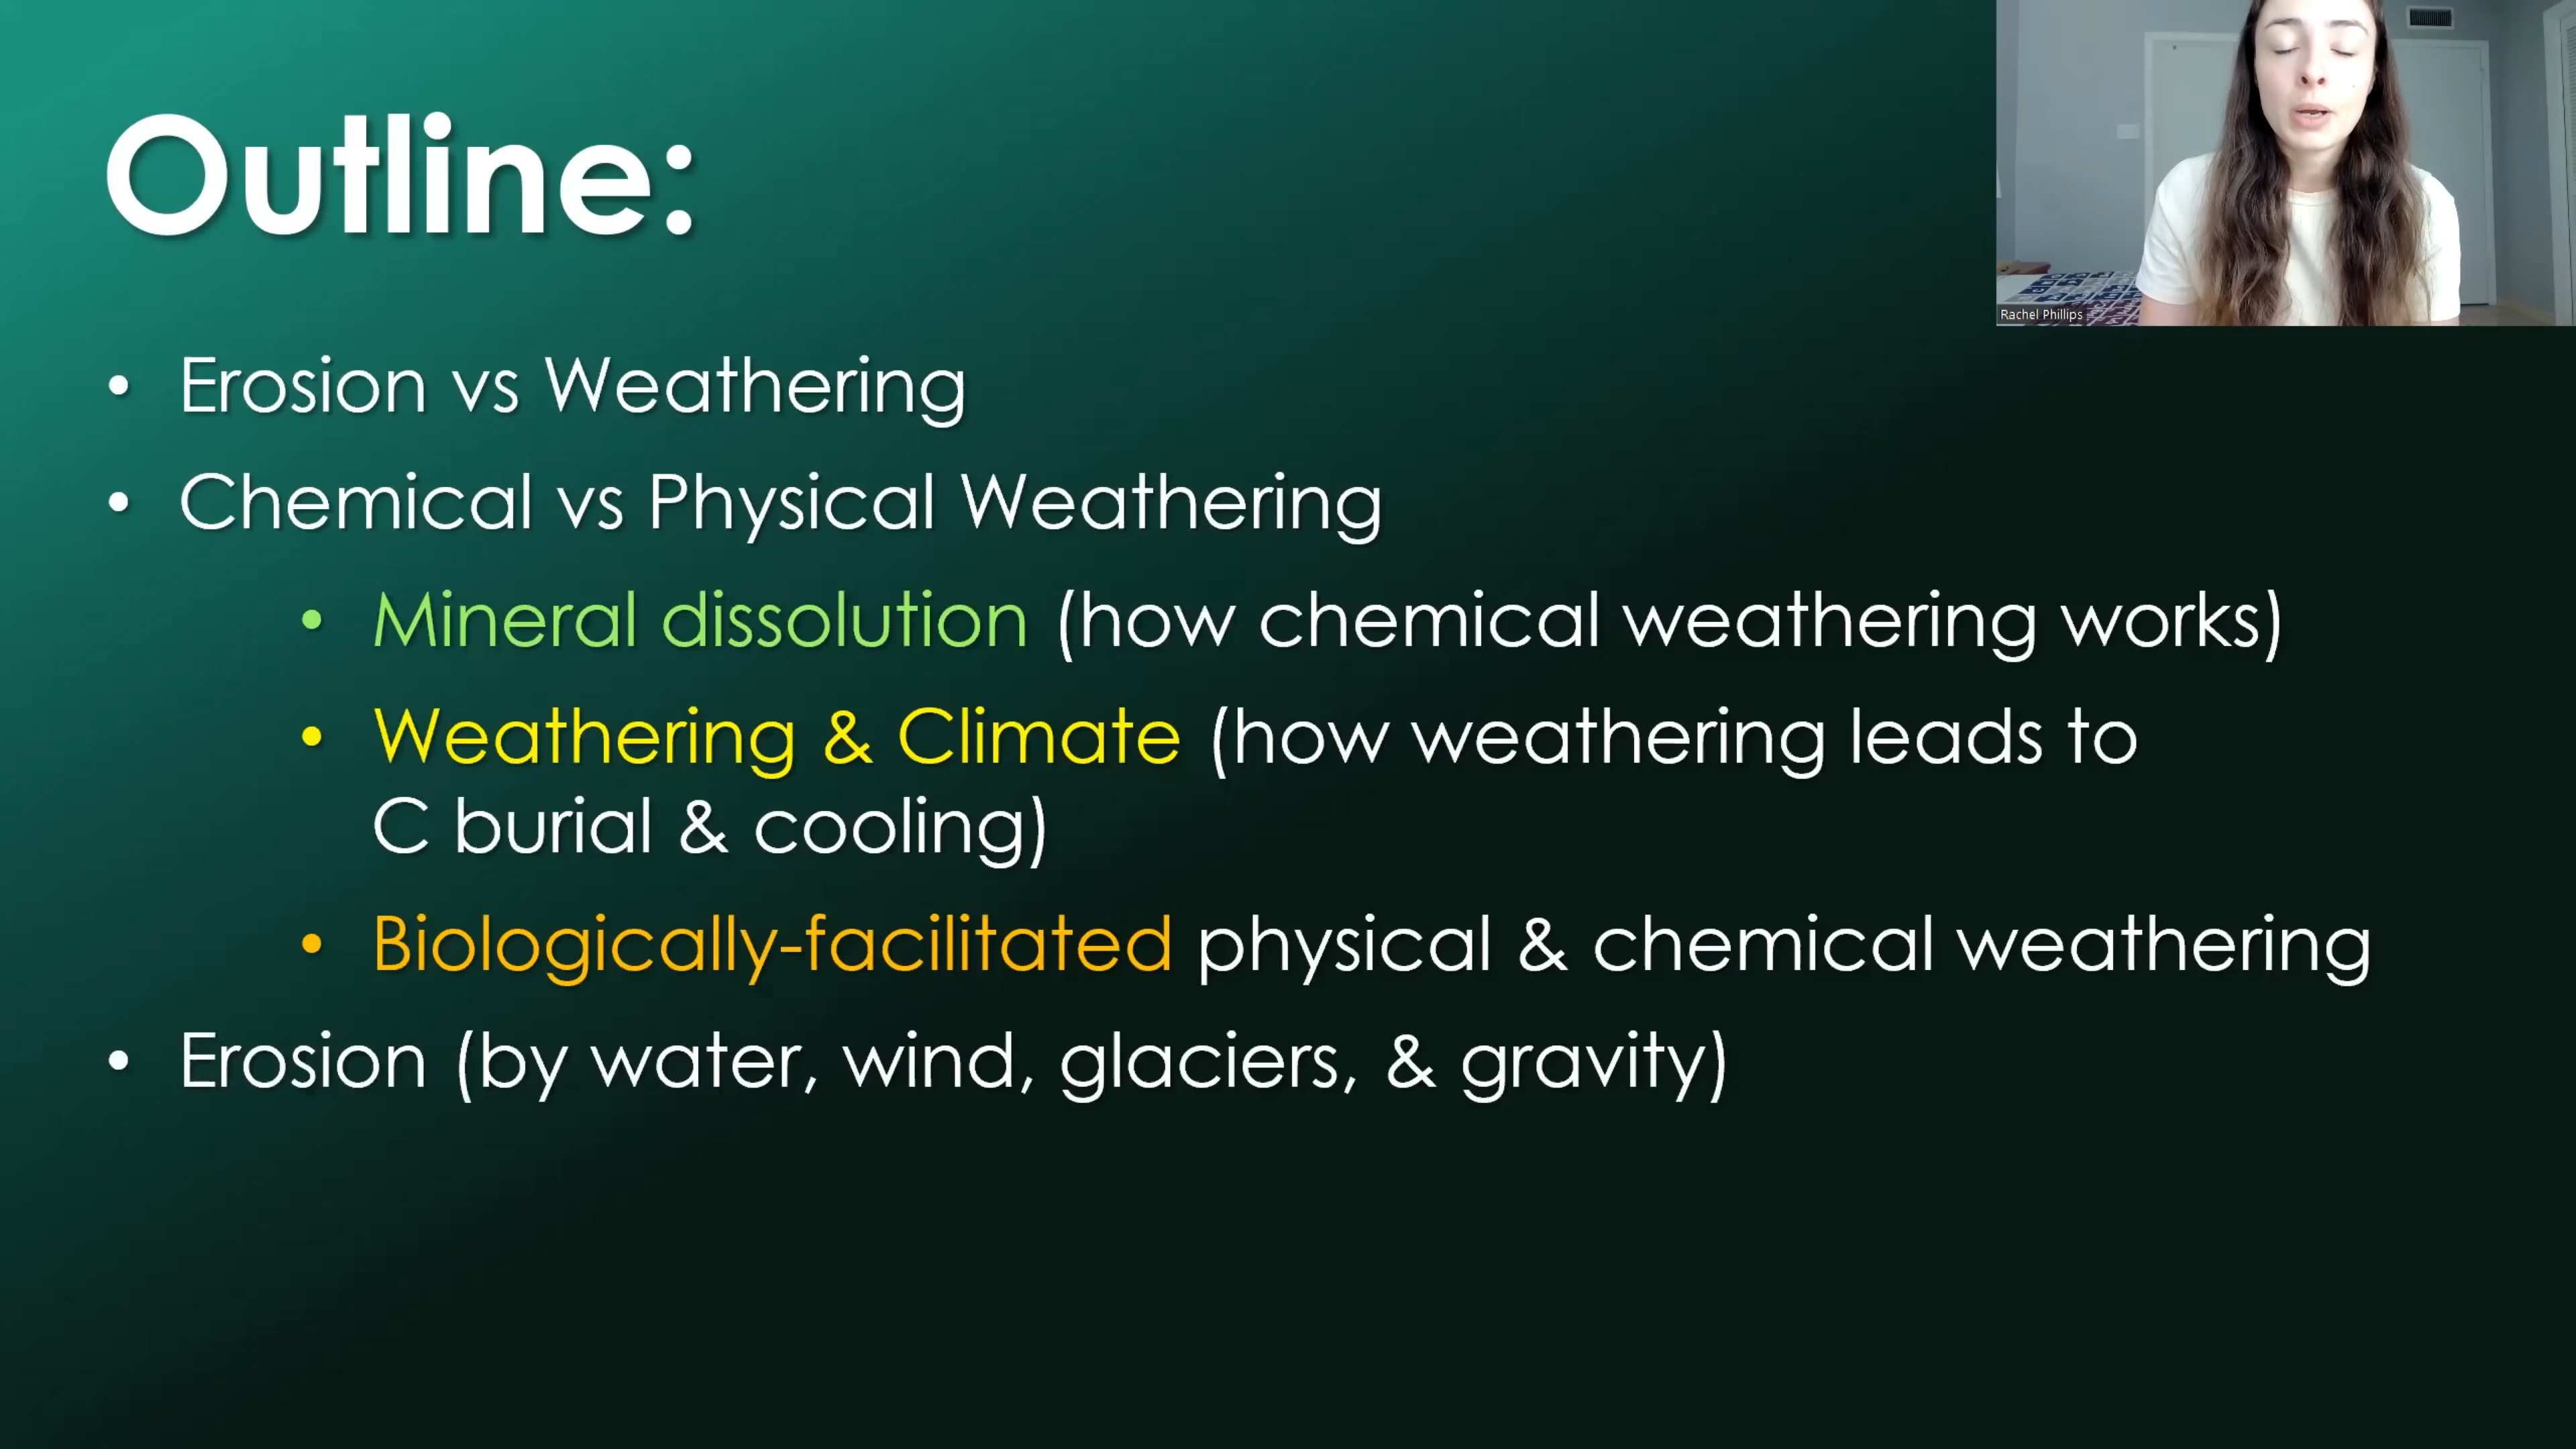 Outline:
Rachel Phillips
• Erosion vs Weathering
• Chemical vs Physical Weathering
• Mineral dissolution (how chemical weathering works)
• Weathering & Climate (how weathering leads to
C burial & cooling)
• Biologically-facilitated physical & chemical weathering
• Erosion (by water, wind, glaciers, & gravity)